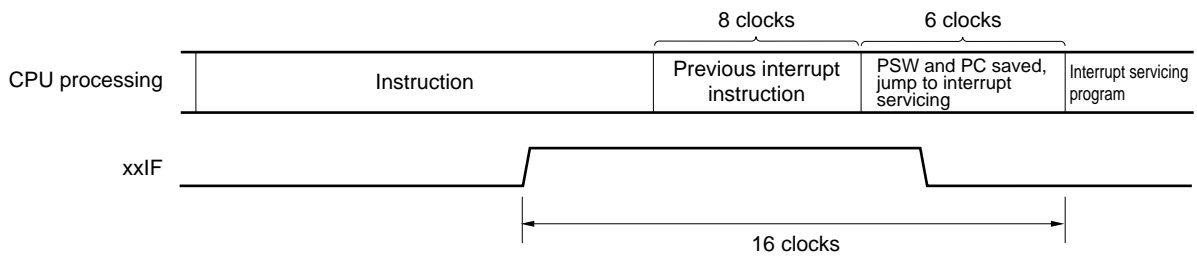 8 clocks
6 clocks
CPU processing
Instruction
Previous interrupt
instruction
PSW and PC saved,
jump to interrupt
servicing
Interrupt servicing
program
xxIF
16 clocks